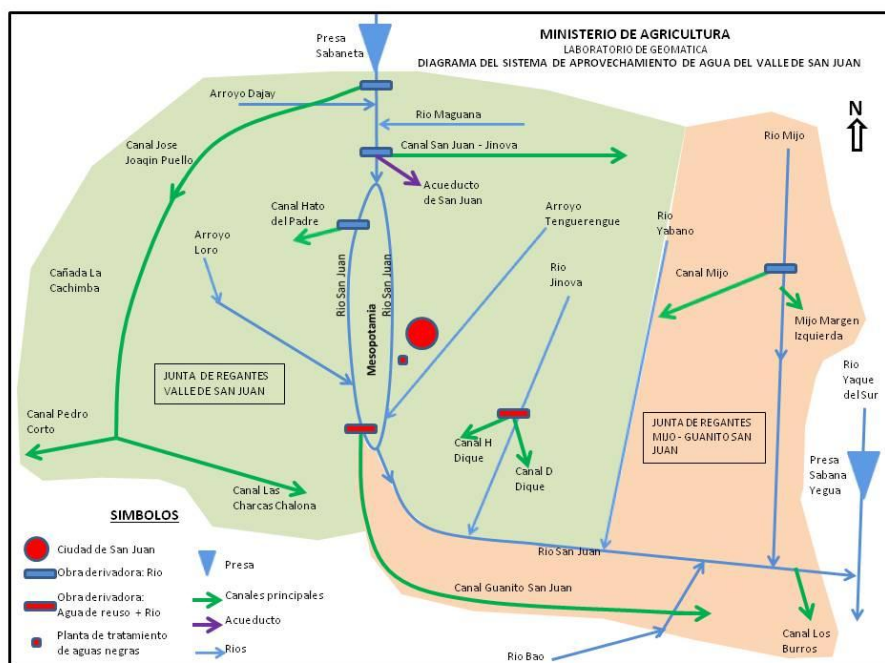 MINISTERIO DE AGRICULTURA
LABORATORIO DE GEOMATICA
DIAGRAMA DEL SISTEMA DE APROVECHAMIENTO DE AGUA DEL VALLE DE SAN JUAN
Presa
Sabaneta
Arroyo Dajay
Rio Maguana
Canal Jose
Joaqin Puello
Canal San Juan - Jinova
Acueducto
de San Juan
N
Rio Mijo
Canal Hato
del Padre
Arroyo
Tenguerengue
Rio
Yabano
Arroyo
Loro
Rio San Juan
Rio San Juan
Mesopotamia
Rio
Jinova
Canal Mijo
Mijo Margen
Izquierda
Cañada La
Cachimba
Rio
Yaque
del Sur
JUNTA DE REGANTES
VALLE DE SAN JUAN
JUNTA DE REGANTES
MIJO - GUANITO SAN
JUAN
Canal Pedro
Corto
Canal H
Dique
Canal D
Dique
Presa
Sabana
Yegua
Canal Las
Charcas Chalona
SIMBOLOS
Ciudad de San Juan
Obra derivadora: Rio
Obra derivadora:
Agua de reuso + Rio
Planta de tratamiento
de aguas negras
Presa
Canales principales
Acueducto
Rios
Rio San Juan
Canal Guanito San Juan
Rio Bao
Canal Los
Burros